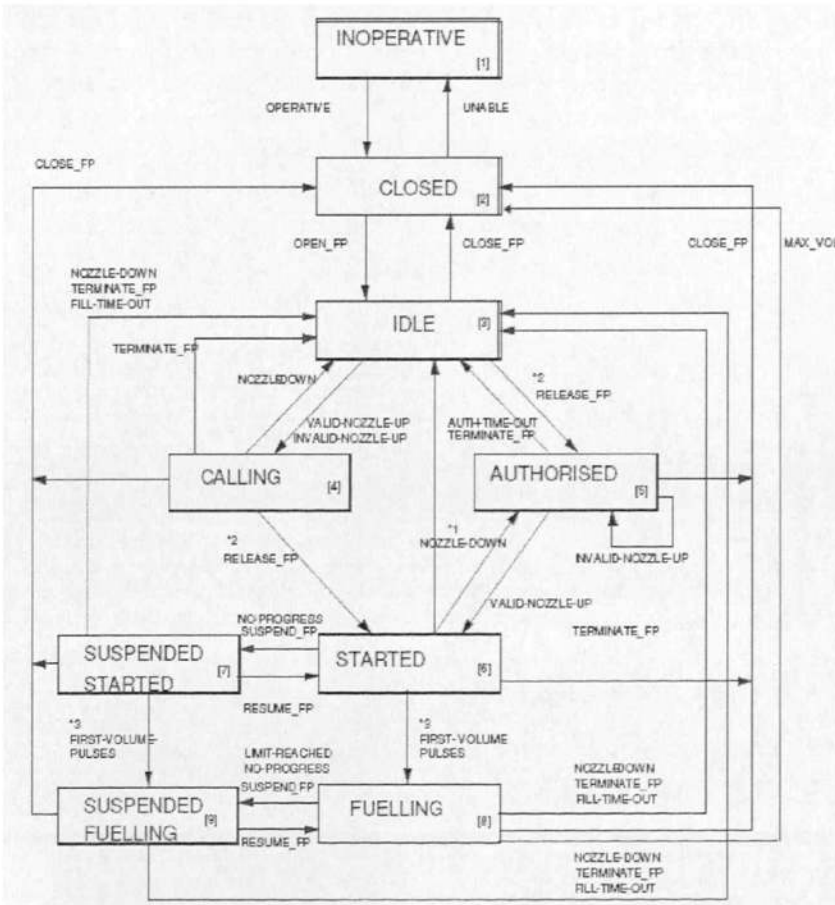 INOPERATIVE
[1]
OPERATIVE
UNABLE
CLOSE_FP
CLOSED
[2]
OPEN_FP
CLOSE_FP
CLOSE_FP
MAX_VOL
NOZZLE-DOWN
TERMINATE_FP
FILL-TIME-OUT
IDLE
[3]
TERMINATE_FP
NOZZLEDOWN
*2
RELEASE_FP
VALID-NOZZLE-UP
INVALID-NOZZLE-UP
AUTH-TIME-OUT
TERMINATE_FP
CALLING
[4]
AUTHORISED
[5]
*2
RELEASE_FP
*1
NOZZLE-DOWN
INVALID-NOZZLE-UP
VALID-NOZZLE-UP
NO-PROGRESS
SUSPEND_FP
TERMINATE_FP
SUSPENDED
STARTED
[7]
STARTED
[6]
RESUME_FP
*3
FIRST-VOLUME-
PULSES
*3
FIRST-VOLUME
PULSES
LIMIT-REACHED
NO-PROGRESS
SUSPEND_FP
NOZZLEDOWN
TERMINATE_FP
FILL-TIME-OUT
SUSPENDED
FUELLING
[9]
FUELLING
[8]
RESUME_FP
NOZZLE-DOWN
TERMINATE_FP
FILL-TIME-OUT